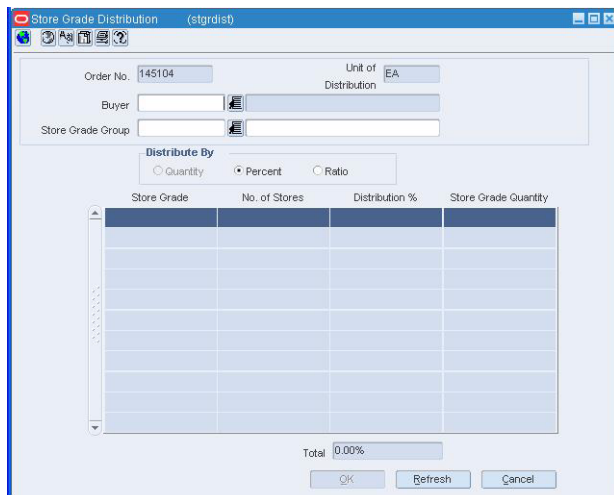 Store Grade Distribution (stgrdist)
Order No. 145104 Unit of Distribution EA
Buyer
Store Grade Group
Distribute By
Quantity Percent Ratio
Store Grade No. of Stores Distribution % Store Grade Quantity
Total 0.00%
OK Refresh Cancel